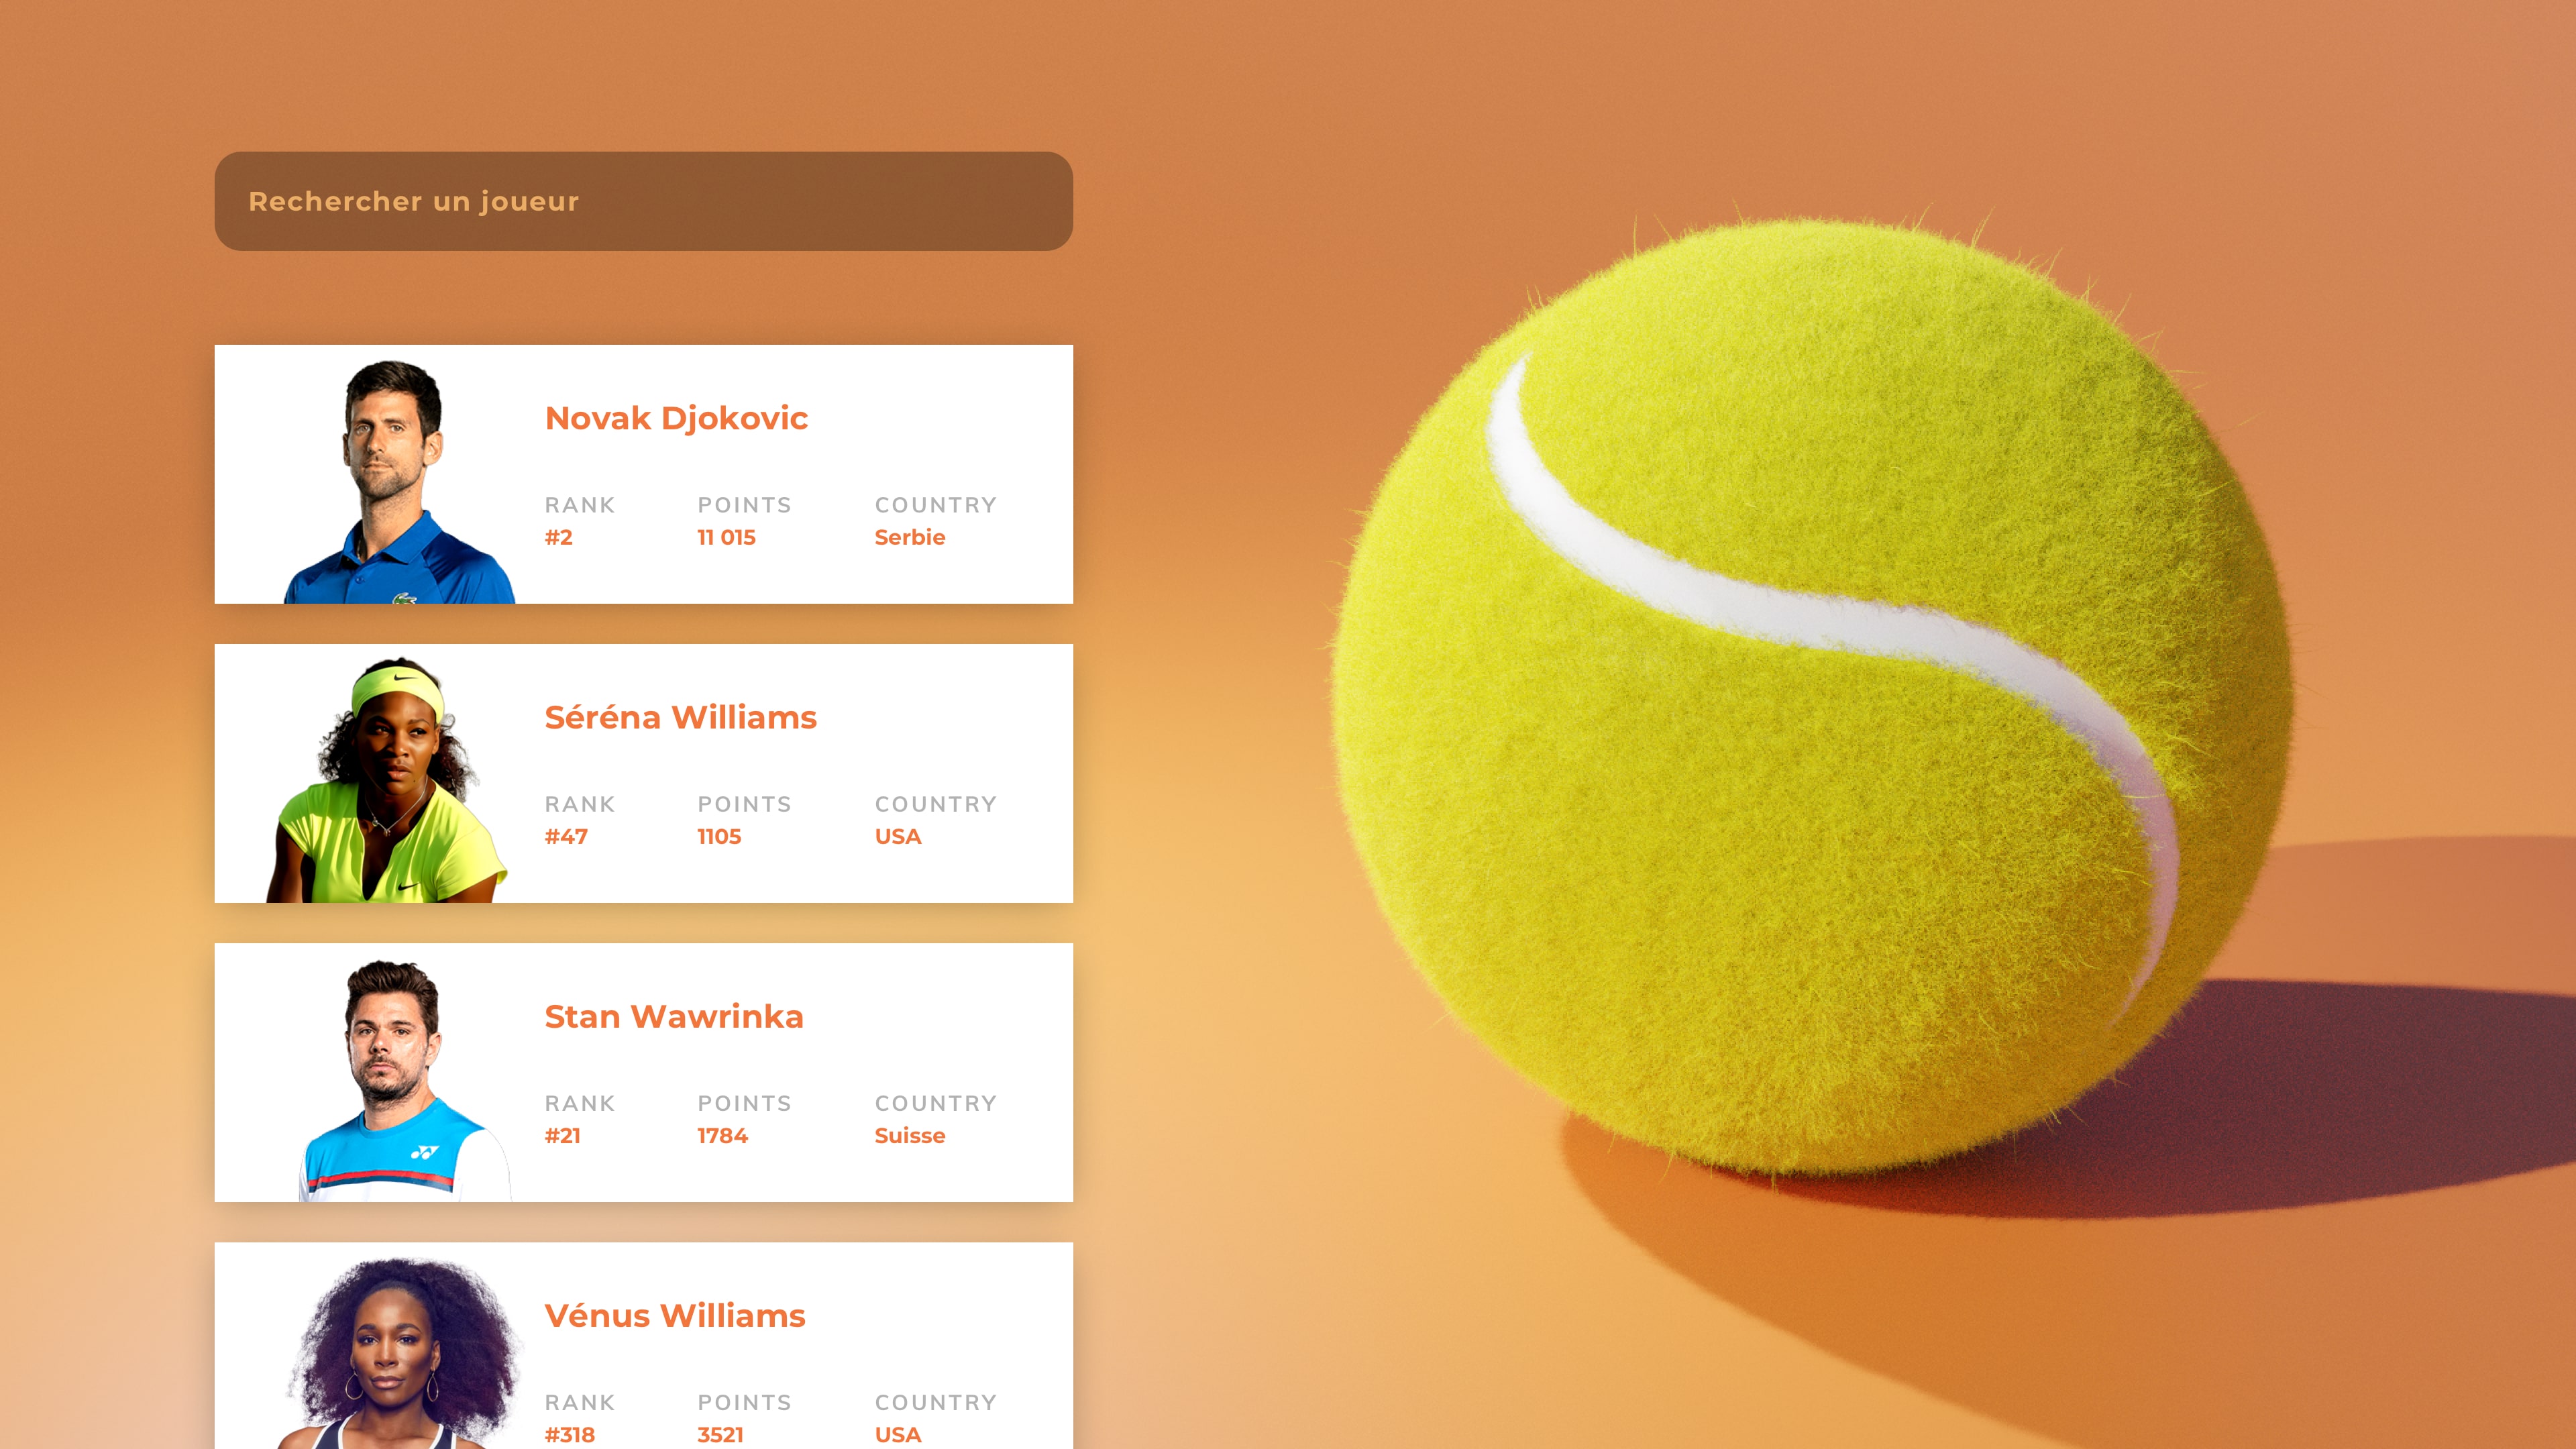 Rechercher un joueur
Novak Djokovic
RANK POINTS COUNTRY
#2 11 015 Serbie
Séréna Williams
RANK POINTS COUNTRY
#47 1105 USA
Stan Wawrinka
RANK POINTS COUNTRY
#21 1784 Suisse
Vénus Williams
RANK POINTS COUNTRY
#318 3521 USA